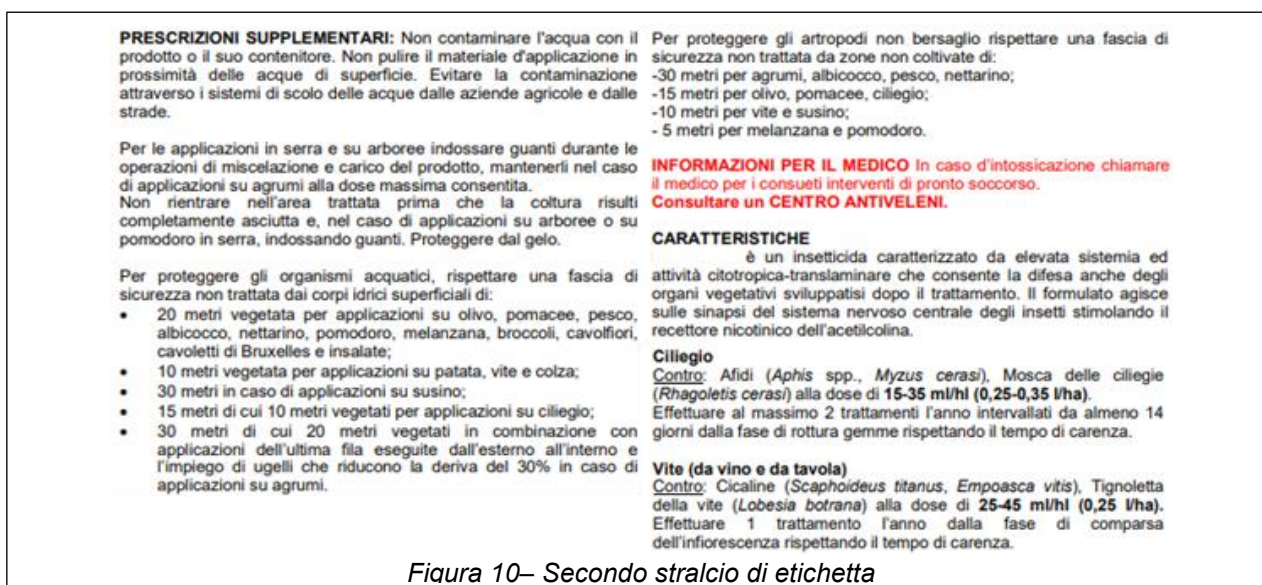 PRESCRIZIONI SUPPLEMENTARI: Non contaminare l'acqua con il
prodotto o il suo contenitore. Non pulire il materiale d'applicazione in
prossimità delle acque di superficie. Evitare la contaminazione
attraverso i sistemi di scolo delle acque dalle aziende agricole e dalle
strade.
Per le applicazioni in serra e su arboree indossare guanti durante le
operazioni di miscelazione e carico del prodotto, mantenerli nel caso
di applicazioni su agrumi alla dose massima consentita.
Non rientrare nell'area trattata prima che la coltura risulti
completamente asciutta e, nel caso di applicazioni su arboree o su
pomodoro in serra, indossando guanti. Proteggere dal gelo.
Per proteggere gli organismi acquatici, rispettare una fascia di
sicurezza non trattata dai corpi idrici superficiali di:
• 20 metri vegetata per applicazioni su olivo, pomacee, pesco,
albicocco, nettarino, pomodoro, melanzana, broccoli, cavolfiori,
cavoletti di Bruxelles e insalate;
• 10 metri vegetata per applicazioni su patata, vite e colza;
• 30 metri in caso di applicazioni su susino;
• 15 metri di cui 10 metri vegetati per applicazioni su ciliegio;
• 30 metri di cui 20 metri vegetati in combinazione con
applicazioni dell'ultima fila eseguite dall'esterno all'interno e
l'impiego di ugelli che riducono la deriva del 30% in caso di
applicazioni su agrumi.
Per proteggere gli artropodi non bersaglio rispettare una fascia di
sicurezza non trattata da zone non coltivate di:
-30 metri per agrumi, albicocco, pesco, nettarino;
-15 metri per olivo, pomacee, ciliegio;
-10 metri per vite e susino;
- 5 metri per melanzana e pomodoro.
INFORMAZIONI PER IL MEDICO In caso d'intossicazione chiamare
il medico per i consueti interventi di pronto soccorso.
Consultare un CENTRO ANTIVELENI.
CARATTERISTICHE
è un insetticida caratterizzato da elevata sistemia ed
attività citotropica-translaminare che consente la difesa anche degli
organi vegetativi sviluppatisi dopo il trattamento. Il formulato agisce
sulle sinapsi del sistema nervoso centrale degli insetti stimolando il
recettore nicotinico dell'acetilcolina.
Ciliegio
Contro: Afidi (Aphis spp., Myzus cerasi), Mosca delle ciliegie
(Rhagoletis cerasi) alla dose di 15-35 ml/hl (0,25-0,35 l/ha).
Effettuare al massimo 2 trattamenti l'anno intervallati da almeno 14
giorni dalla fase di rottura gemme rispettando il tempo di carenza.
Vite (da vino e da tavola)
Contro: Cicaline (Scaphoideus titanus, Empoasca vitis), Tignoletta
della vite (Lobesia botrana) alla dose di 25-45 ml/hl (0,25 l/ha).
Effettuare 1 trattamento l'anno dalla fase di comparsa
dell'infiorescenza rispettando il tempo di carenza.
Figura 10– Secondo stralcio di etichetta